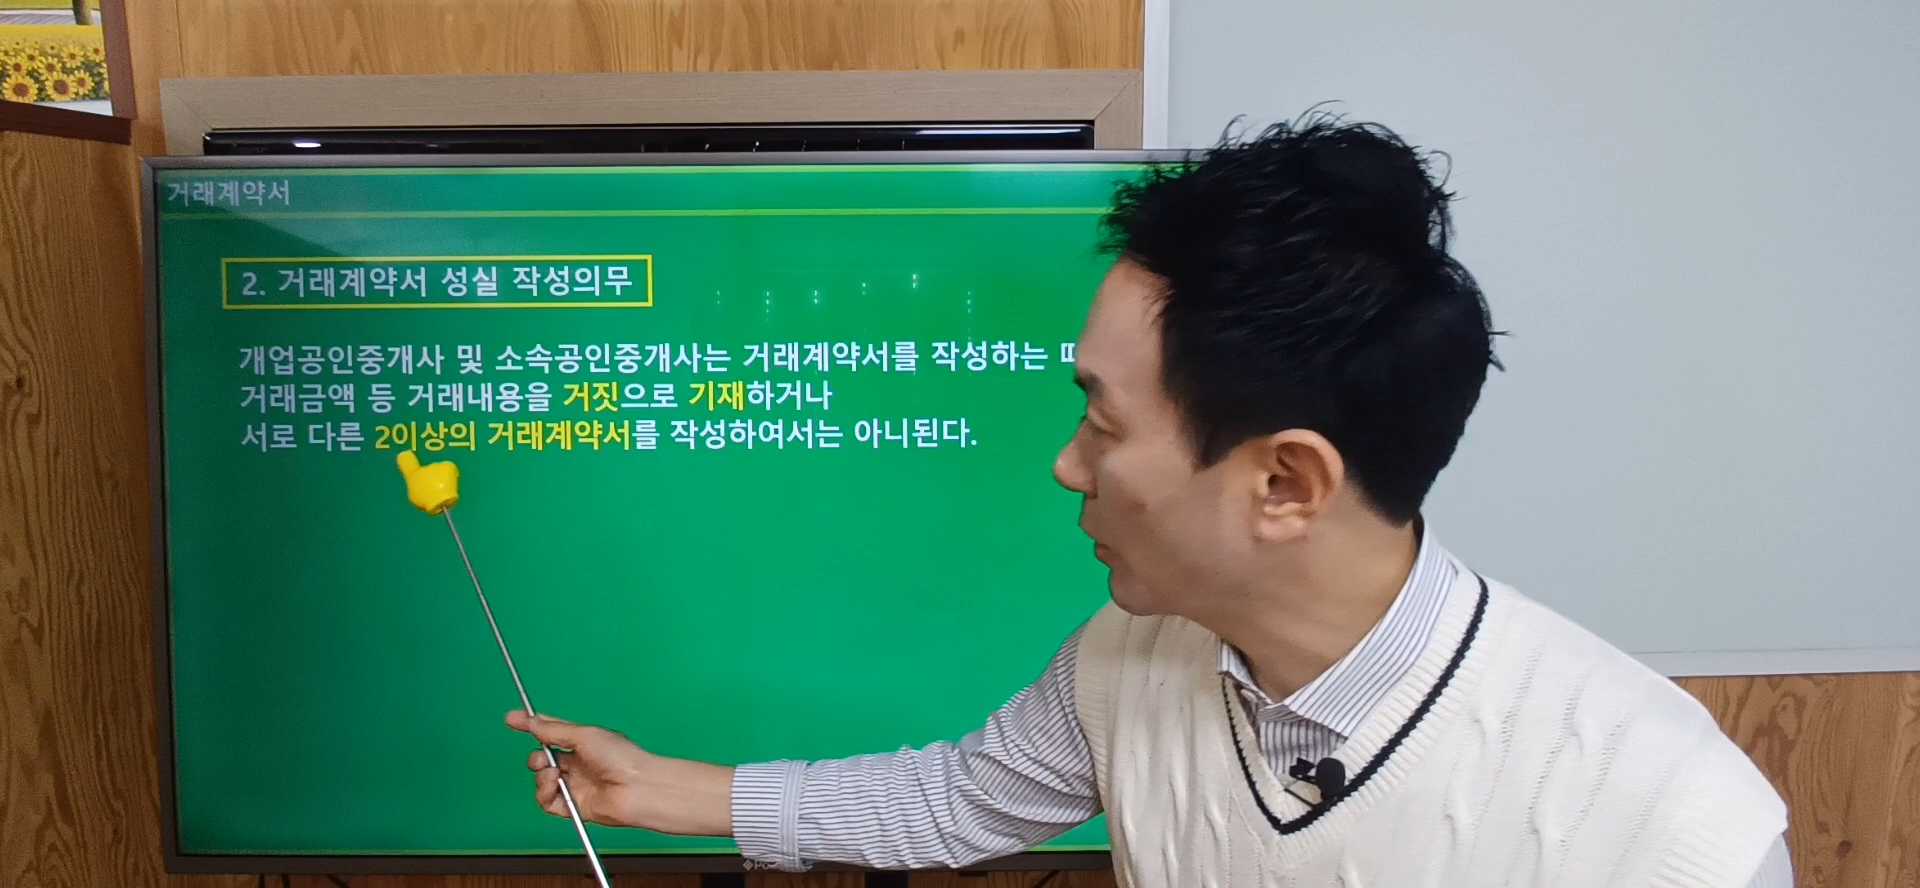 거래계약서
2. 거래계약서 성실 작성의무
개업공인중개사 및 소속공인중개사는 거래계약서를 작성하는
거래금액 등 거래내용을 거짓으로 기재하거나
서로 다른 2이상의 거래계약서를 작성하여서는 아니된다.